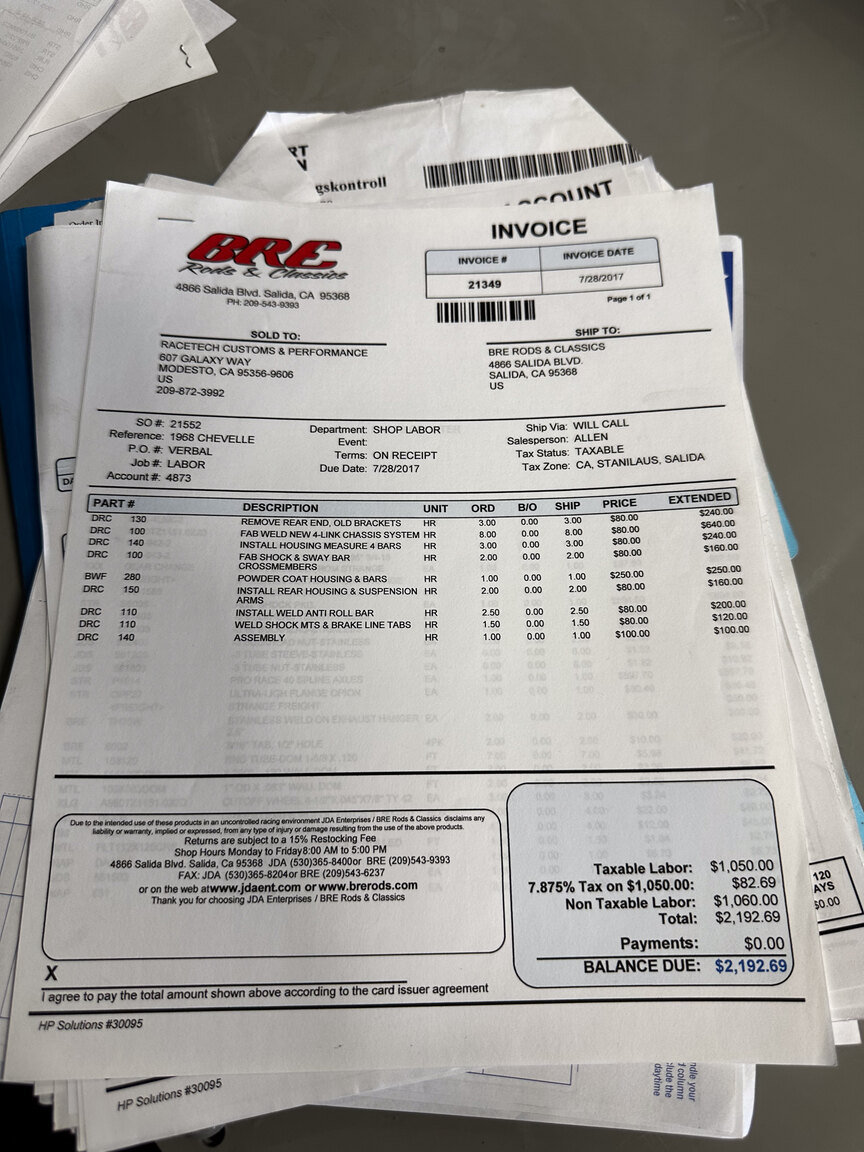 RT
N
gskontroll
ACCOUNT
Order In
INVOICE
BRE
Rods & Classics
4866 Salida Blvd. Salida, CA 95368
PH: 209-543-9393
INVOICE # INVOICE DATE
21349 7/28/2017
Page 1 of 1
SOLD TO:
RACETECH CUSTOMS & PERFORMANCE
607 GALAXY WAY
MODESTO, CA 95356-9606
US
209-872-3992
SHIP TO:
BRE RODS & CLASSICS
4866 SALIDA BLVD.
SALIDA, CA 95368
US
SO #: 21552
Reference: 1968 CHEVELLE
P.O. #: VERBAL
Job #: LABOR
Account #: 4873
Department: SHOP LABOR
Event:
Terms: ON RECEIPT
Due Date: 7/28/2017
Ship Via: WILL CALL
Salesperson: ALLEN
Tax Status: TAXABLE
Tax Zone: CA, STANILAUS, SALIDA
PART # DESCRIPTION UNIT ORD B/O SHIP PRICE EXTENDED
DRC 130 REMOVE REAR END, OLD BRACKETS HR 3.00 0.00 3.00 $80.00 $240.00
DRC 100 FAB WELD NEW 4-LINK CHASSIS SYSTEM HR 8.00 0.00 8.00 $80.00 $640.00
DRC 140 INSTALL HOUSING MEASURE 4 BARS HR 3.00 0.00 3.00 $80.00 $240.00
DRC 100 FAB SHOCK & SWAY BAR HR 2.00 0.00 2.00 $80.00 $160.00
CROSSMEMBERS
BWF 280 POWDER COAT HOUSING & BARS HR 1.00 0.00 1.00 $250.00 $250.00
DRC 150 INSTALL REAR HOUSING & SUSPENSION HR 2.00 0.00 2.00 $80.00 $160.00
ARMS
DRC 110 INSTALL WELD ANTI ROLL BAR HR 2.50 0.00 2.50 $80.00 $200.00
DRC 110 WELD SHOCK MTS & BRAKE LINE TABS HR 1.50 0.00 1.50 $80.00 $120.00
DRC 140 ASSEMBLY HR 1.00 0.00 1.00 $100.00 $100.00
Due to the intended use of these products in an uncontrolled racing environment JDA Enterprises / BRE Rods & Classics disclaims any
liability or warranty, implied or expressed, from any type of injury or damage resulting from the use of the above products.
Returns are subject to a 15% Restocking Fee
Shop Hours Monday to Friday8:00 AM to 5:00 PM
4866 Salida Blvd. Salida, Ca 95368 JDA (530)365-8400or BRE (209)543-9393
FAX: JDA (530)365-8204or BRE (209)543-6237
or on the web atwww.jdaent.com or www.brerods.com
Thank you for choosing JDA Enterprises / BRE Rods & Classics
Taxable Labor: $1,050.00
7.875% Tax on $1,050.00: $82.69
Non Taxable Labor: $1,060.00
Total: $2,192.69
Payments: $0.00
BALANCE DUE: $2,192.69
X
I agree to pay the total amount shown above according to the card issuer agreement
HP Solutions #30095
120
AYS
$0.00
HP Solutions #30095